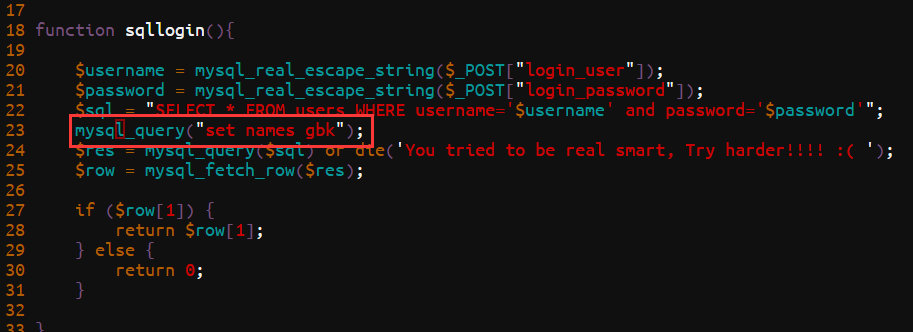 17
18 function sqllogin(){
19
20 $username = mysql_real_escape_string($_POST["login_user"]);
21 $password = mysql_real_escape_string($_POST["login_password"]);
22 $sql = "SELECT * FROM users WHERE username='$username' and password='$password'";
23 mysql_query("set names gbk");
24 $res = mysql_query($sql) or die('You tried to be real smart, Try harder!!!! :( ');
25 $row = mysql_fetch_row($res);
26
27 if ($row[1]) {
28 return $row[1];
29 } else {
30 return 0;
31 }
32
33 }